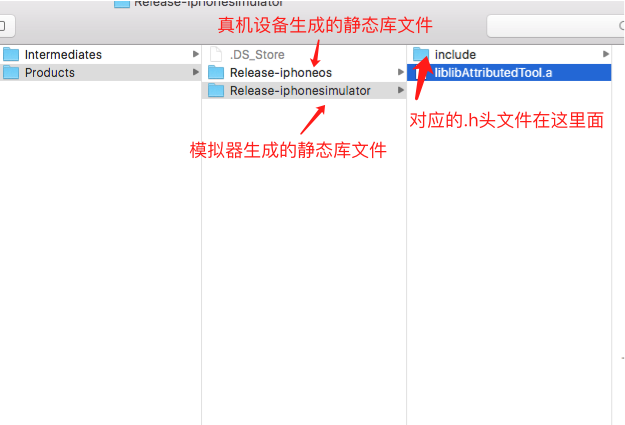 Release-iphonesimulator
真机设备生成的静态库文件
Intermediates
Products
.DS_Store
Release-iphoneos
Release-iphonesimulator
include
liblibAttributedTool.a
对应的.h头文件在这里面
模拟器生成的静态库文件